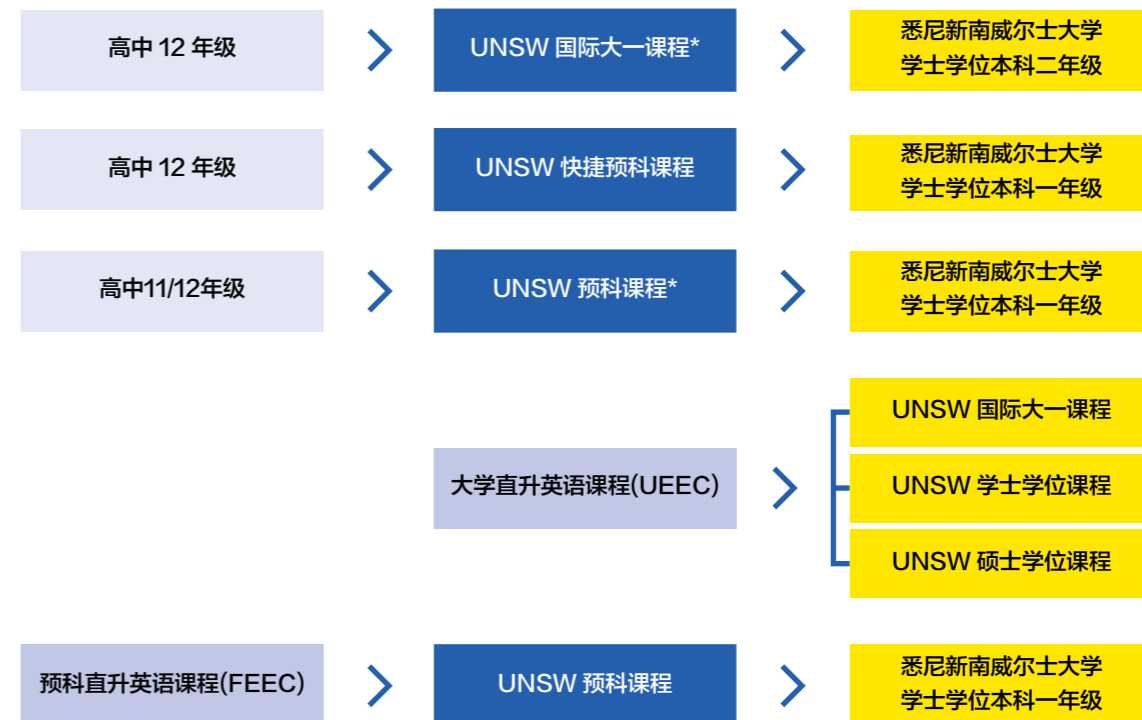 高中 12 年级
UNSW 国际大一课程*
悉尼新南威尔士大学
学士学位本科二年级
高中 12 年级
UNSW 快捷预科课程
悉尼新南威尔士大学
学士学位本科一年级
高中11/12年级
UNSW 预科课程*
悉尼新南威尔士大学
学士学位本科一年级
大学直升英语课程(UEEC)
UNSW 国际大一课程
UNSW 学士学位课程
UNSW 硕士学位课程
预科直升英语课程(FEEC)
UNSW 预科课程
悉尼新南威尔士大学
学士学位本科一年级